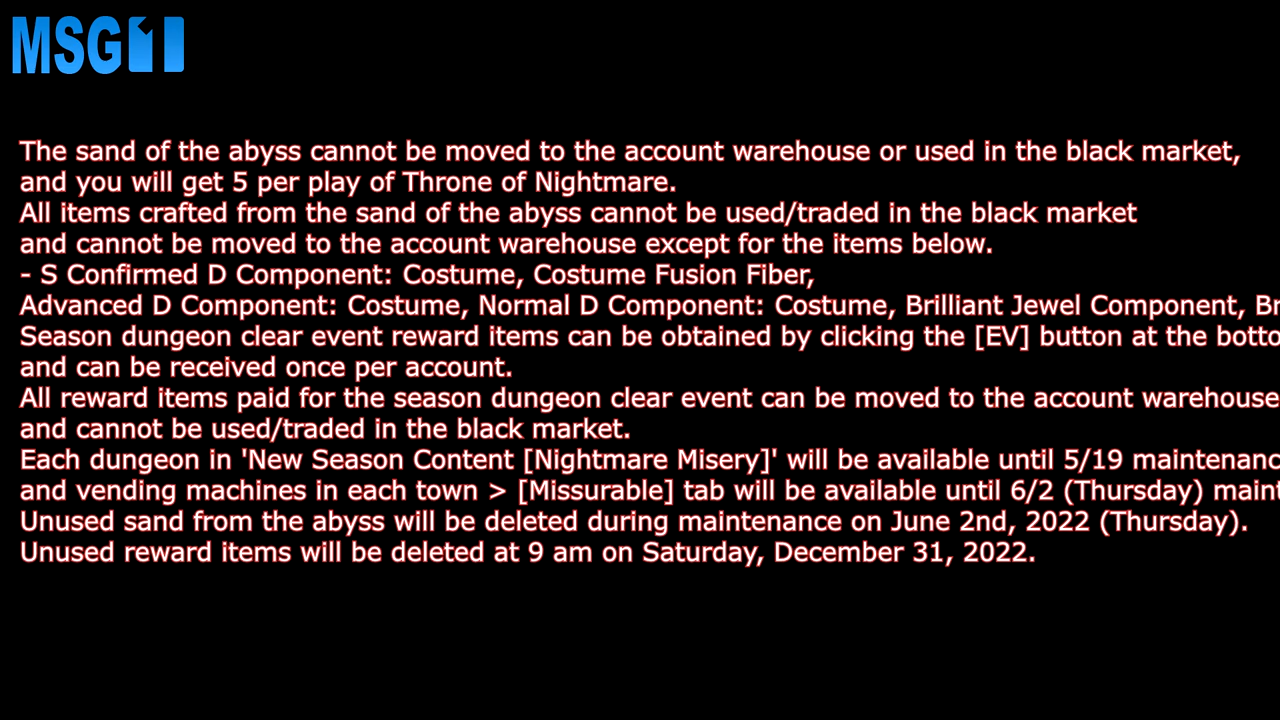 MSG11
The sand of the abyss cannot be moved to the account warehouse or used in the black market,
and you will get 5 per play of Throne of Nightmare.
All items crafted from the sand of the abyss cannot be used/traded in the black market
and cannot be moved to the account warehouse except for the items below.
- S Confirmed D Component: Costume, Costume Fusion Fiber,
Advanced D Component: Costume, Normal D Component: Costume, Brilliant Jewel Component,
Season dungeon clear event reward items can be obtained by clicking the [EV] button at the
and can be received once per account.
All reward items paid for the season dungeon clear event can be moved to the account warehouse
and cannot be used/traded in the black market.
Each dungeon in 'New Season Content [Nightmare Misery]' will be available until 5/19
and vending machines in each town > [Missurable] tab will be available until 6/2 (Thursday)
Unused sand from the abyss will be deleted during maintenance on June 2nd, 2022 (Thursday).
Unused reward items will be deleted at 9 am on Saturday, December 31, 2022.